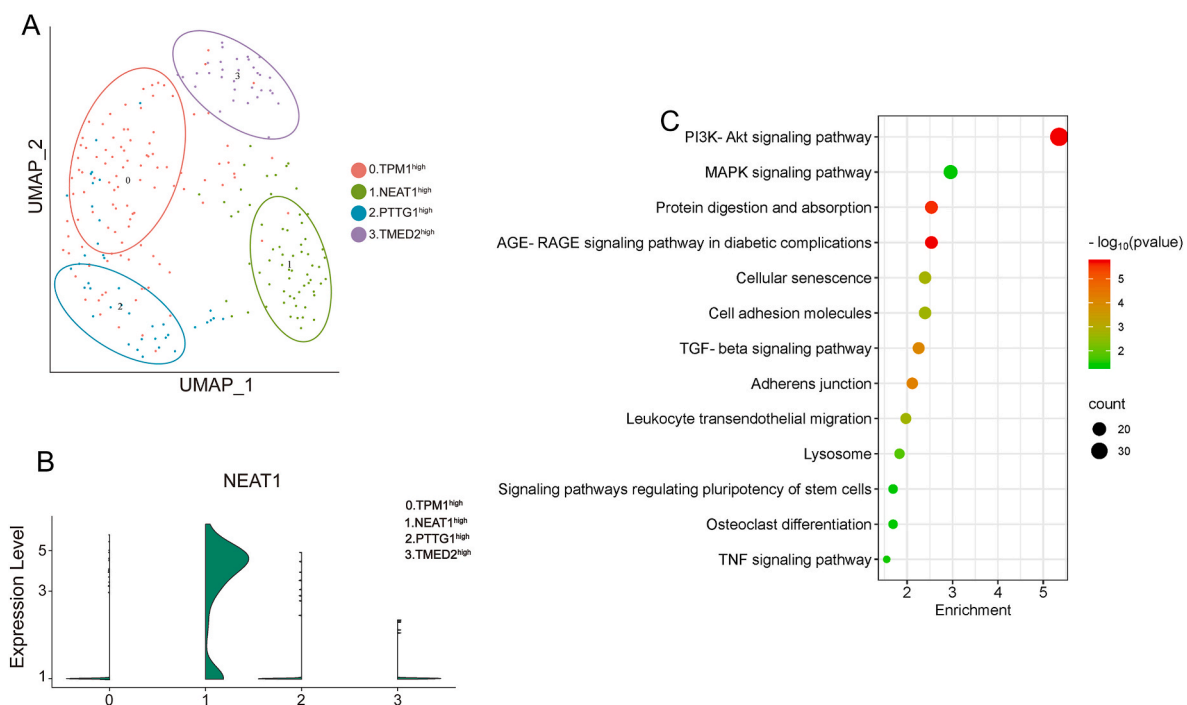 A
UMAP_2
0
1
2
3
UMAP_1
0.TPM1high
1.NEAT1high
2.PTTG1high
3.TMED2high
B
NEAT1
Expression Level
5
3
1
0 1 2 3
0.TPM1high
1.NEAT1high
2.PTTG1high
3.TMED2high
C
PI3K- Akt signaling pathway
MAPK signaling pathway
Protein digestion and absorption
AGE- RAGE signaling pathway in diabetic complications
Cellular senescence
Cell adhesion molecules
TGF- beta signaling pathway
Adherens junction
Leukocyte transendothelial migration
Lysosome
Signaling pathways regulating pluripotency of stem cells
Osteoclast differentiation
TNF signaling pathway
2 3 4 5
Enrichment
- log10(pvalue)
5
4
3
2
count
20
30